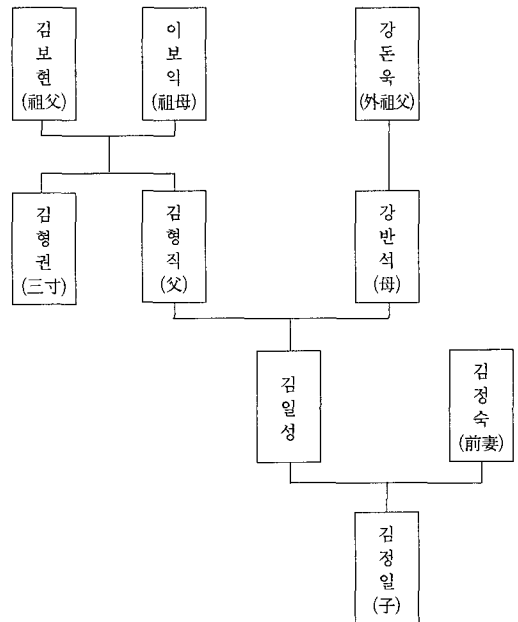 김보현
(祖父)
이보익
(祖母)
강돈욱
(外祖父)
김형권
(三寸)
김형직
(父)
강반석
(母)
김일성
김정숙
(前妻)
김정일
(子)